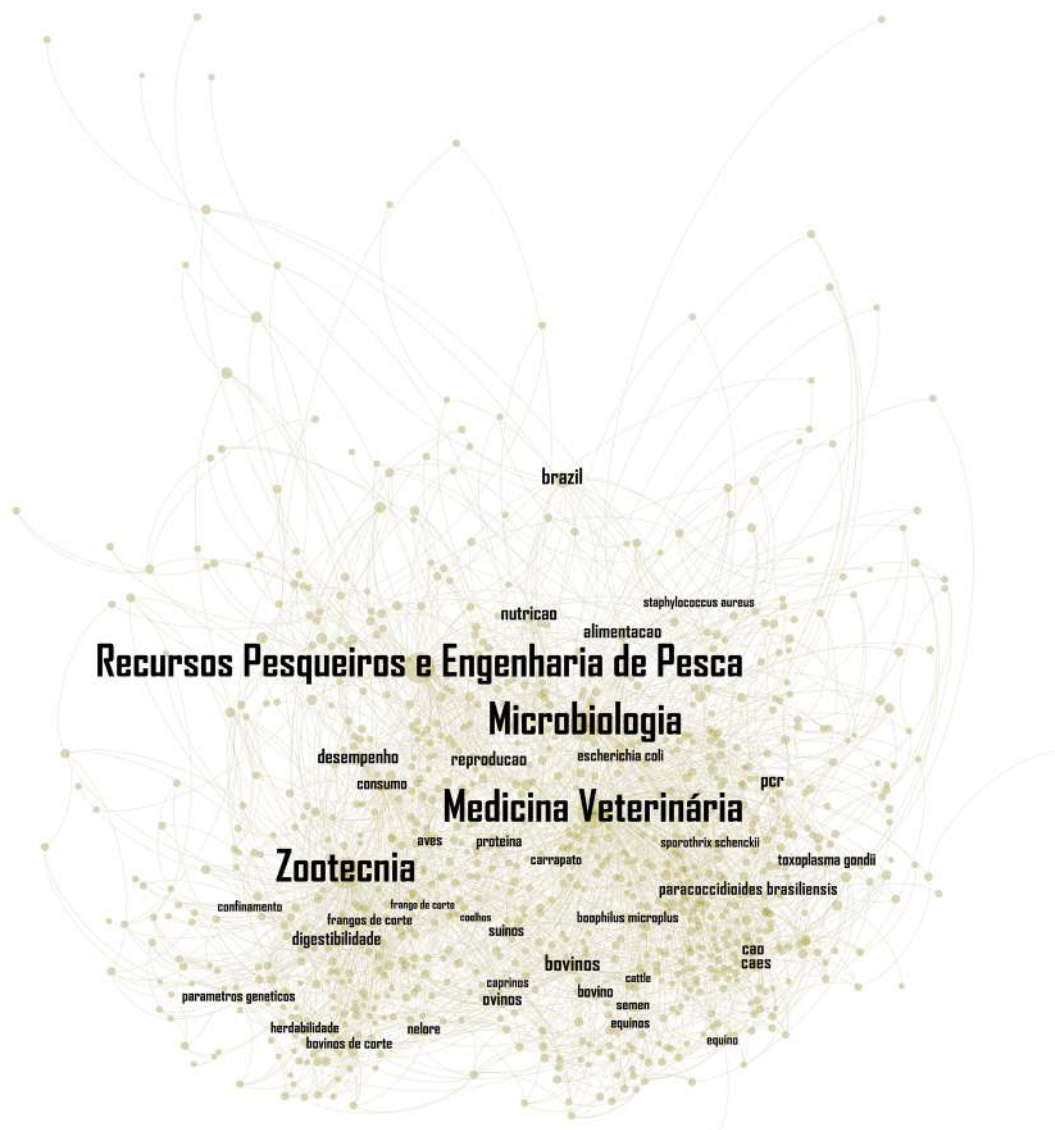 brazil
staphylococcus aureus
nutricao
alimentacao
Recursos Pesqueiros e Engenharia de Pesca
Microbiologia
desempenho
reproducao
escherichia coli
consumo
pcr
Medicina Veterinária
aves
proteina
sporothrix schenckii
Zootecnia
carrapato
toxoplasma gondii
paracoccidioides brasiliensis
confinamento
frango de corte
frangos de corte
coelhos
boophilus microplus
suinos
digestibilidade
cao
caes
bovinos
cattle
caprinos
bovino
parametros geneticos
ovinos
semen
equinos
herdabilidade
nelore
bovinos de corte
equino